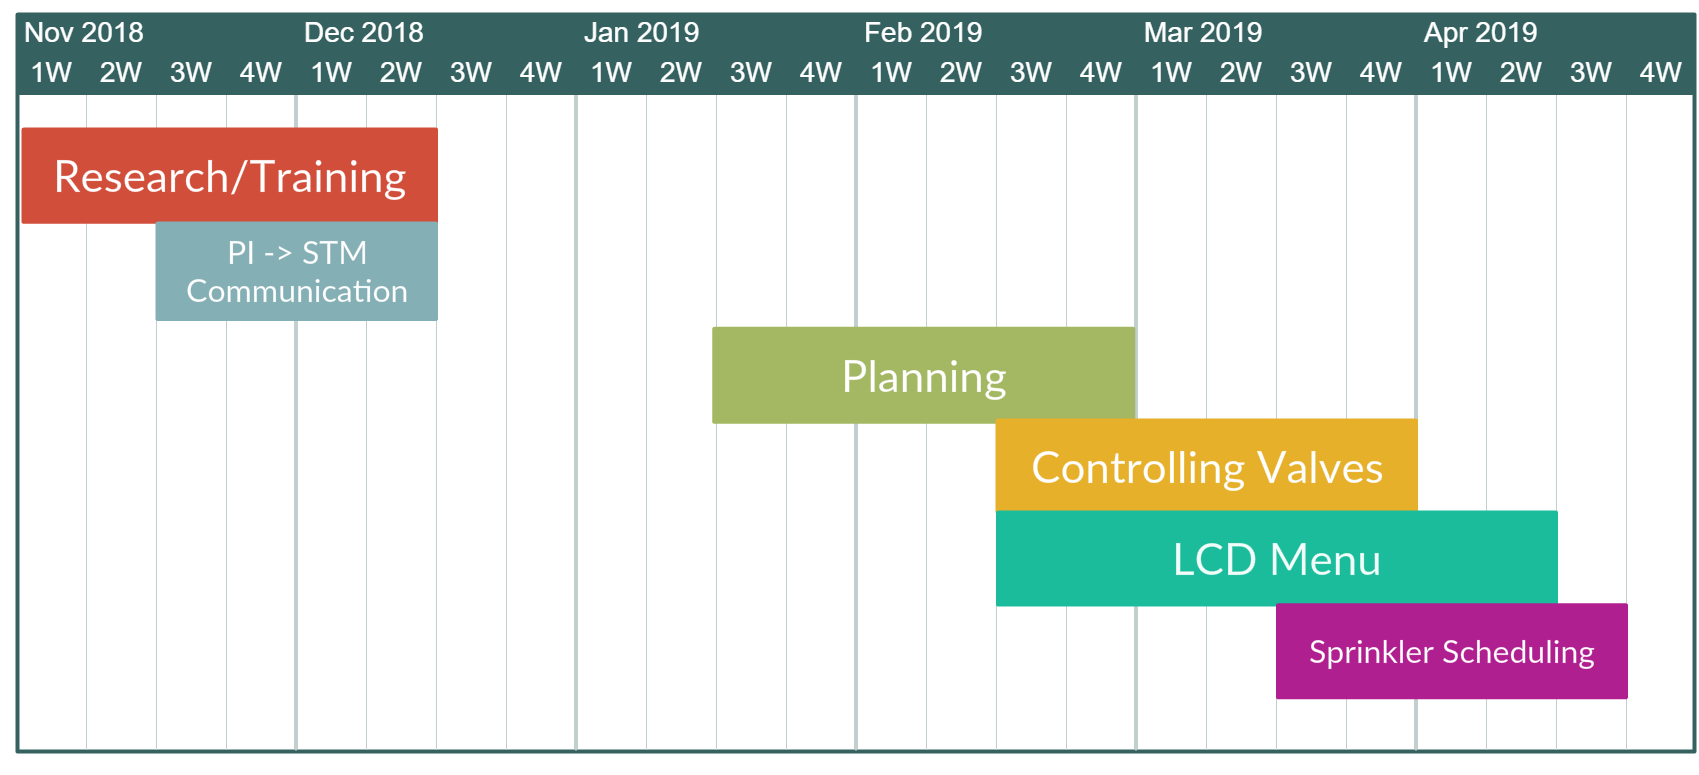 Nov 2018 Dec 2018 Jan 2019 Feb 2019 Mar 2019 Apr 2019
1W 2W 3W 4W 1W 2W 3W 4W 1W 2W 3W 4W 1W 2W 3W 4W 1W 2W 3W 4W 1W 2W 3W 4W
Research/Training
PI -> STM
Communication
Planning
Controlling Valves
LCD Menu
Sprinkler Scheduling